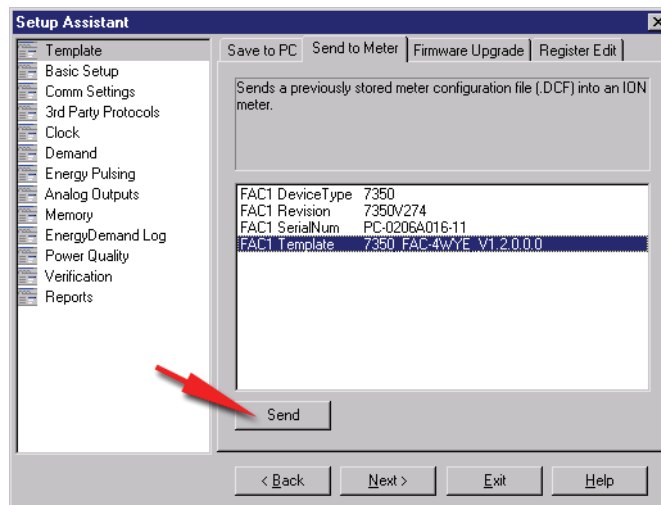 Setup Assistant
Template
Basic Setup
Comm Settings
3rd Party Protocols
Clock
Demand
Energy Pulsing
Analog Outputs
Memory
EnergyDemand Log
Power Quality
Verification
Reports
Save to PC Send to Meter Firmware Upgrade Register Edit
Sends a previously stored meter configuration file (.DCF) into an ION
meter.
FAC1 DeviceType 7350
FAC1 Revision 7350V274
FAC1 SerialNum PC-0206A016-11
FAC1 Template 7350_FAC-4WYE_V1.2.0.0.0
Send
< Back Next > Exit Help